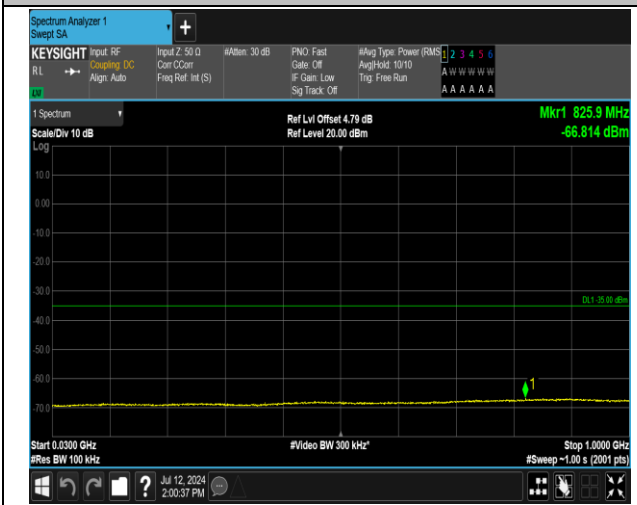 Spectrum Analyzer 1
Swept SA
+
KEYSIGHT
RL
LXI
Input: RF
Coupling: DC
Align: Auto
Input Z: 50 Ω
Corr CCorr
Freq Ref: Int (S)
#Atten: 30 dB
PNO: Fast
Gate: Off
IF Gain: Low
Sig Track: Off
#Avg Type: Power (RMS
Avg|Hold: 10/10
Trig: Free Run
1 2 3 4 5 6
A W W W W W
A A A A A A
1 Spectrum
Scale/Div 10 dB
Log
Ref Lvl Offset 4.79 dB
Ref Level 20.00 dBm
Mkr1 825.9 MHz
-66.814 dBm
10.0
0.00
-10.0
-20.0
-30.0
DL1 -35.00 dBm
-40.0
-50.0
-60.0
1
-70.0
Start 0.0300 GHz
#Res BW 100 kHz
#Video BW 300 kHz*
Stop 1.0000 GHz
#Sweep ~1.00 s (2001 pts)
?
Jul 12, 2024
2:00:37 PM